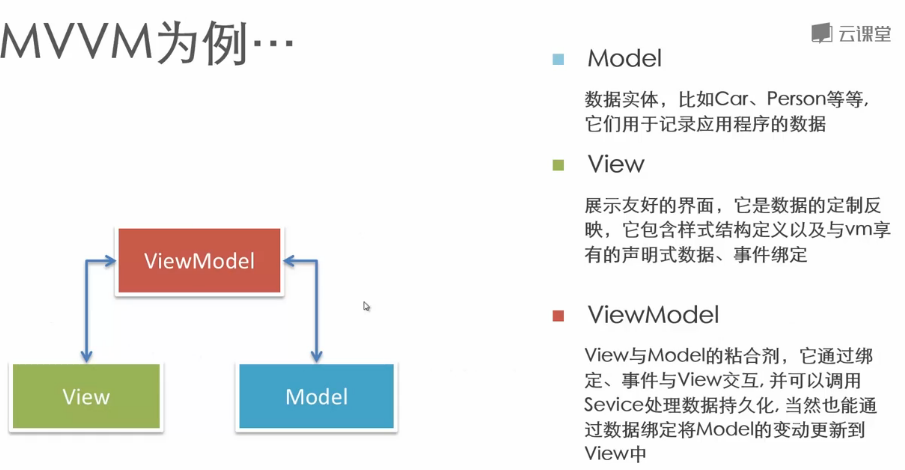 MVVM为例…
云课堂
Model
数据实体，比如Car、Person等等,
它们用于记录应用程序的数据
View
展示友好的界面，它是数据的定制反
映，它包含样式结构定义以及与vm享
有的声明式数据、事件绑定
ViewModel
View与Model的粘合剂，它通过绑
定、事件与View交互, 并可以调用
Sevice处理数据持久化, 当然也能通
过数据绑定将Model的变动更新到
View中
ViewModel
View
Model